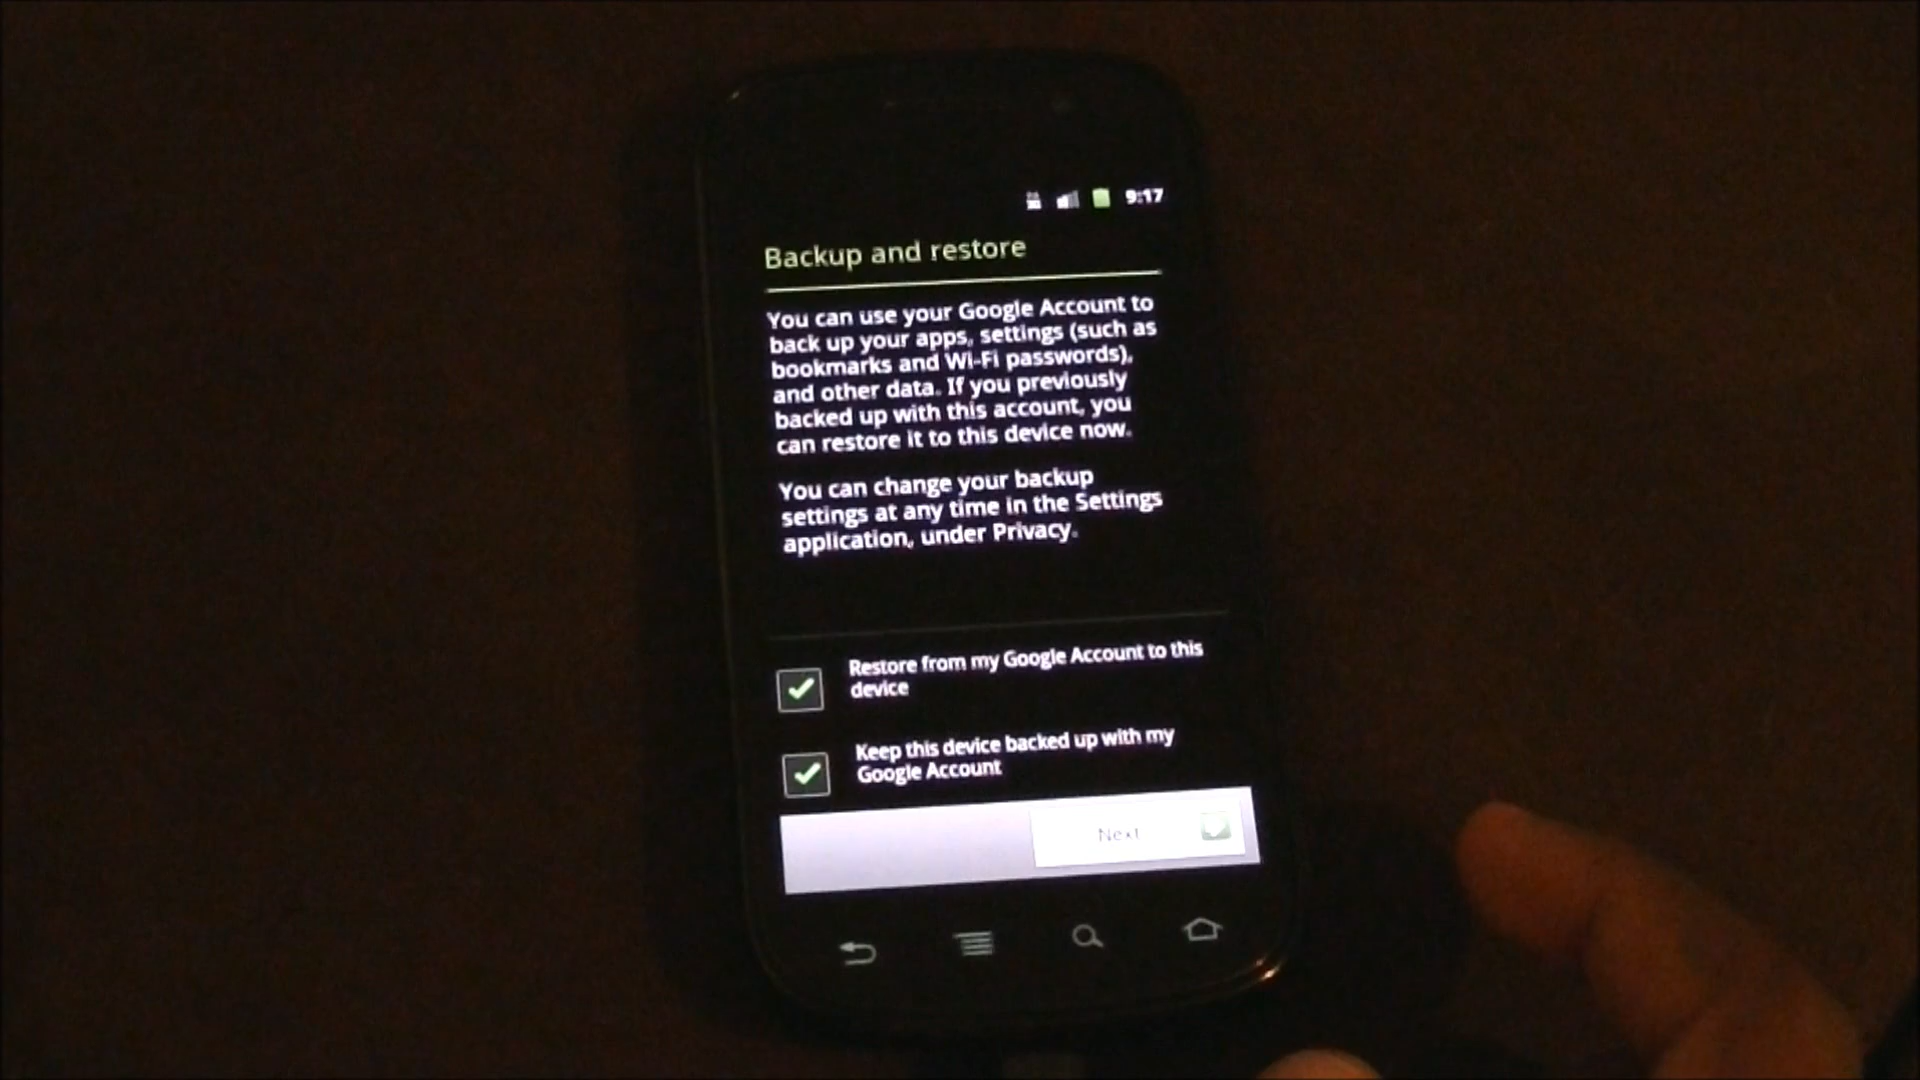 9:17
Backup and restore
You can use your Google Account to
back up your apps, settings (such as
bookmarks and Wi-Fi passwords),
and other data. If you previously
backed up with this account, you
can restore it to this device now.
You can change your backup
settings at any time in the Settings
application, under Privacy.
Restore from my Google Account to this
device
Keep this device backed up with my
Google Account
Next